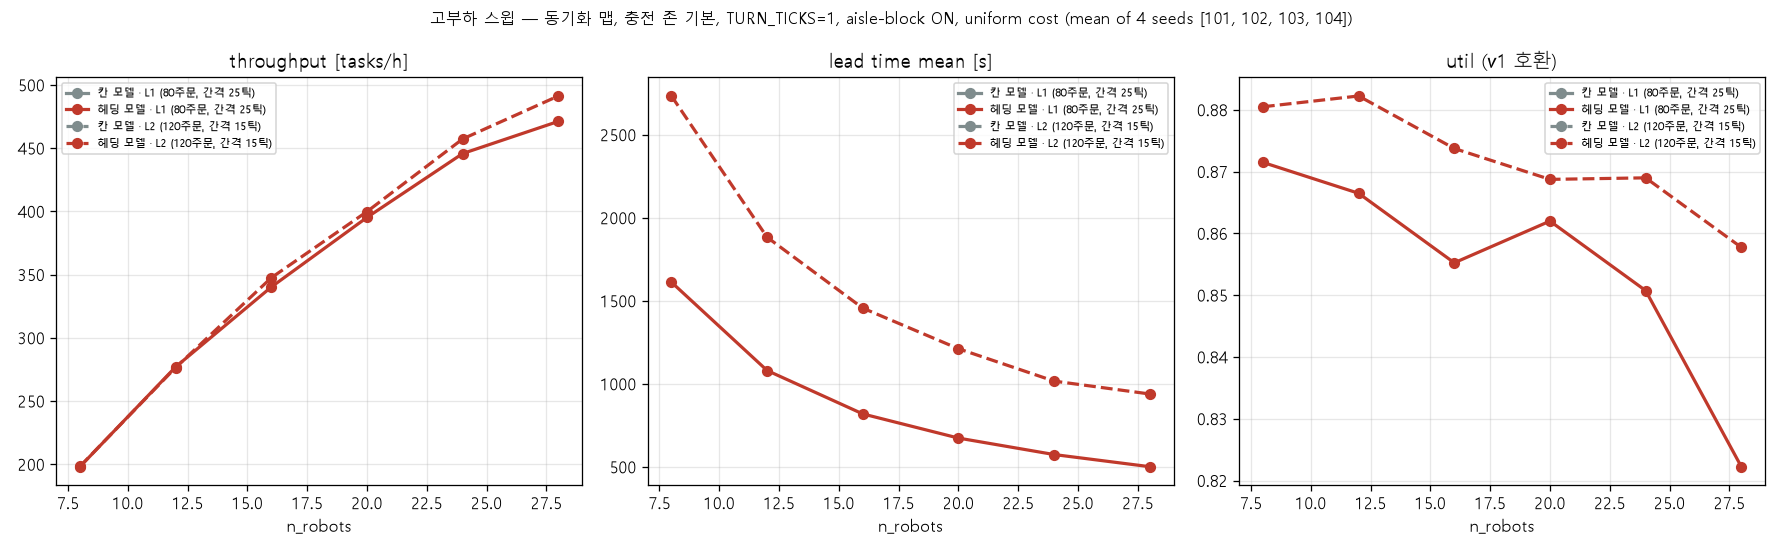 고부하 스윕 — 동기화 맵, 충전 존 기본, TURN_TICKS=1, aisle-block ON, uniform cost (mean of 4 seeds [101, 102, 103, 104])
throughput [tasks/h]
500
450
400
350
300
250
200
칸 모델 · L1 (80주문, 간격 25틱)
헤딩 모델 · L1 (80주문, 간격 25틱)
칸 모델 · L2 (120주문, 간격 15틱)
헤딩 모델 · L2 (120주문, 간격 15틱)
7.5 10.0 12.5 15.0 17.5 20.0 22.5 25.0 27.5
n_robots
lead time mean [s]
2500
2000
1500
1000
500
칸 모델 · L1 (80주문, 간격 25틱)
헤딩 모델 · L1 (80주문, 간격 25틱)
칸 모델 · L2 (120주문, 간격 15틱)
헤딩 모델 · L2 (120주문, 간격 15틱)
7.5 10.0 12.5 15.0 17.5 20.0 22.5 25.0 27.5
n_robots
util (v1 호환)
0.88
0.87
0.86
0.85
0.84
0.83
0.82
칸 모델 · L1 (80주문, 간격 25틱)
헤딩 모델 · L1 (80주문, 간격 25틱)
칸 모델 · L2 (120주문, 간격 15틱)
헤딩 모델 · L2 (120주문, 간격 15틱)
7.5 10.0 12.5 15.0 17.5 20.0 22.5 25.0 27.5
n_robots